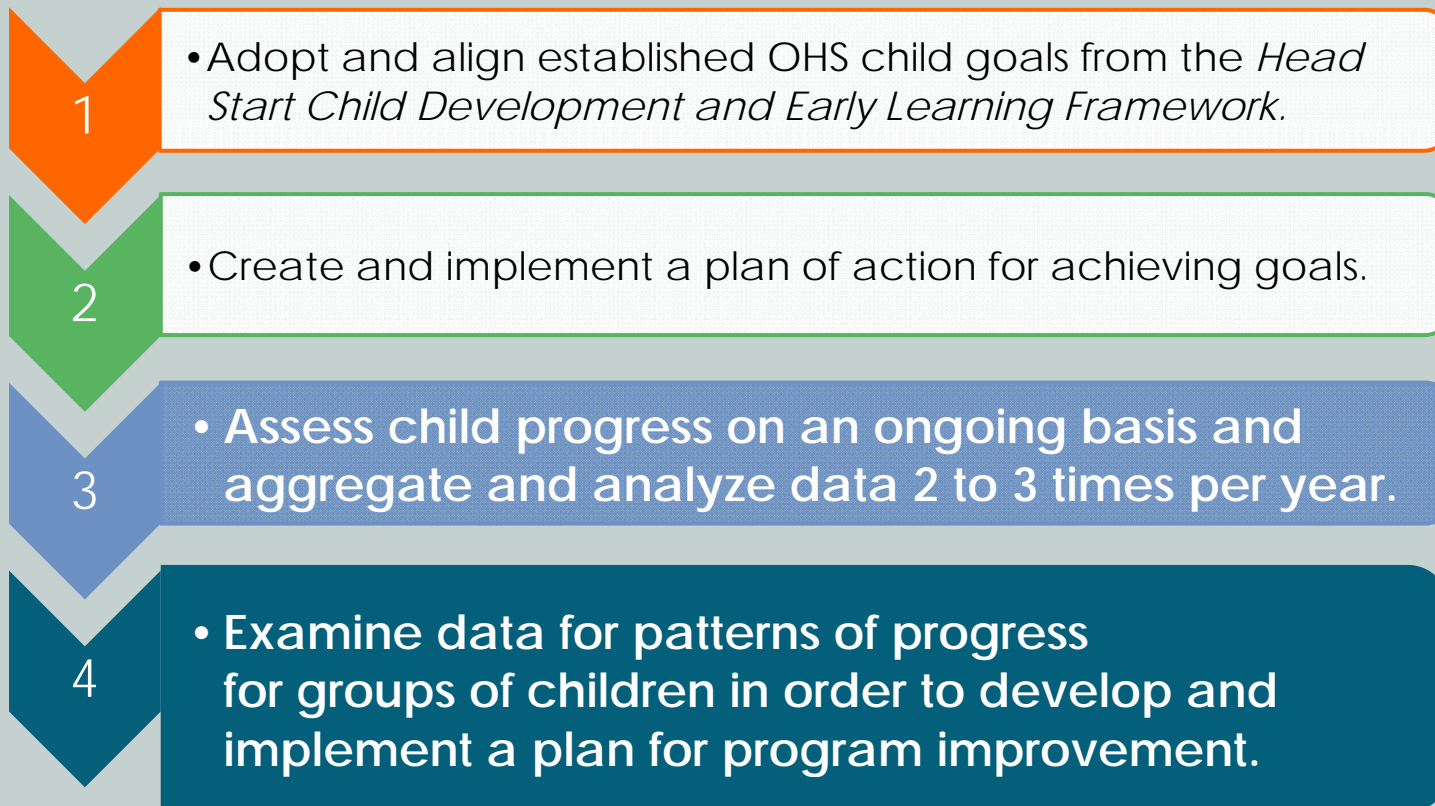 1
•Adopt and align established OHS child goals from the Head
Start Child Development and Early Learning Framework.
2
•Create and implement a plan of action for achieving goals.
3
• Assess child progress on an ongoing basis and
aggregate and analyze data 2 to 3 times per year.
4
• Examine data for patterns of progress
for groups of children in order to develop and
implement a plan for program improvement.